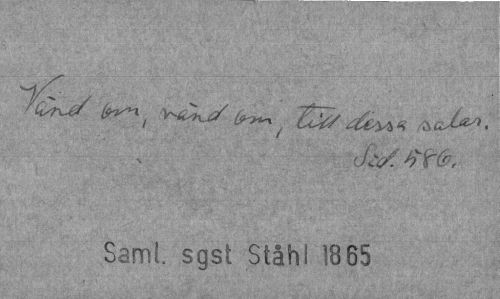 Vänd om, vänd om, till dessa salar.
Sid. 586.
Saml. sgst Ståhl 1865